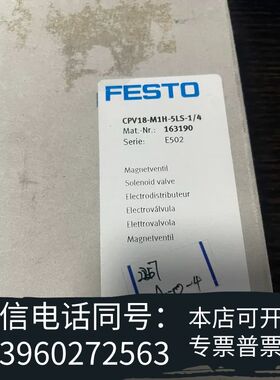 FESTO
CPV18-M1H-5LS-1/4
Mat.-Nr.: 163190
Serie: E502
Magnetventil
Solenoid valve
Electrodistributeur
Electroválvula
Elettrovalvola
Magnetventil
信电话同号：
3960272563
本店可开
专票普票